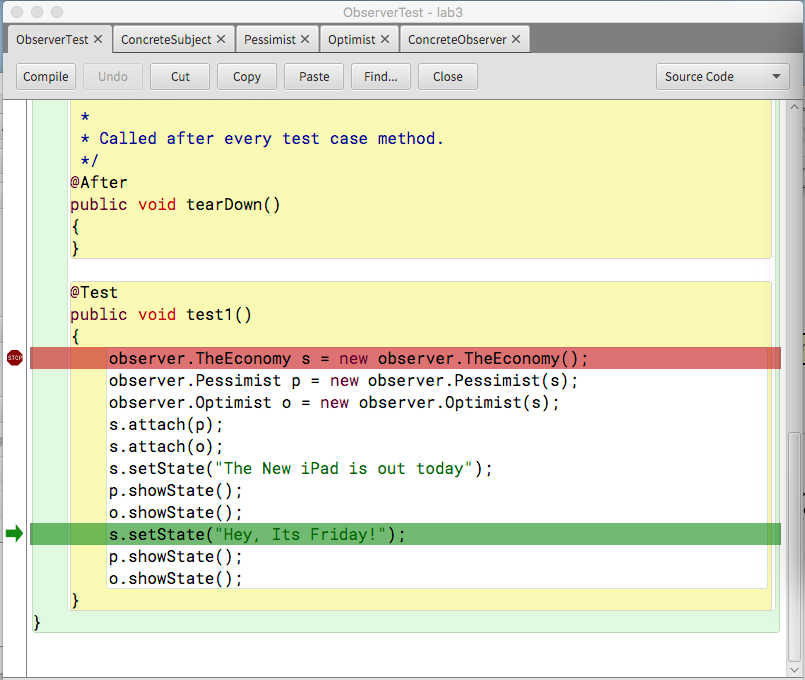 ObserverTest - lab3
ObserverTest ✕ ConcreteSubject ✕ Pessimist ✕ Optimist ✕ ConcreteObserver ✕
Compile Undo Cut Copy Paste Find... Close Source Code
*
* Called after every test case method.
*/
@After
public void tearDown()
{
}
@Test
public void test1()
{
STOP observer.TheEconomy s = new observer.TheEconomy();
observer.Pessimist p = new observer.Pessimist(s);
observer.Optimist o = new observer.Optimist(s);
s.attach(p);
s.attach(o);
s.setState("The New iPad is out today");
p.showState();
o.showState();
s.setState("Hey, Its Friday!");
p.showState();
o.showState();
}
}